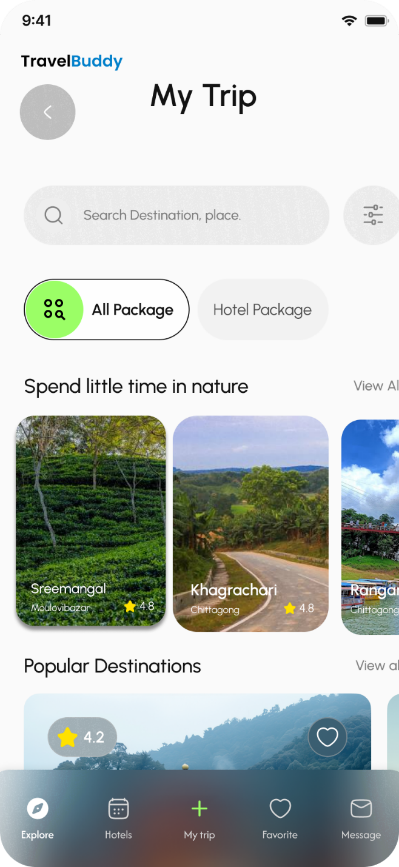 9:41
TravelBuddy
My Trip
Search Destination, place.
All Package
Hotel Package
Spend little time in nature
View Al
Sreemangal
Moulovibazar
4.8
Khagrachari
Chittagong
4.8
Rangar
Chittagong
Popular Destinations
View al
4.2
Explore
Hotels
My trip
Favorite
Message